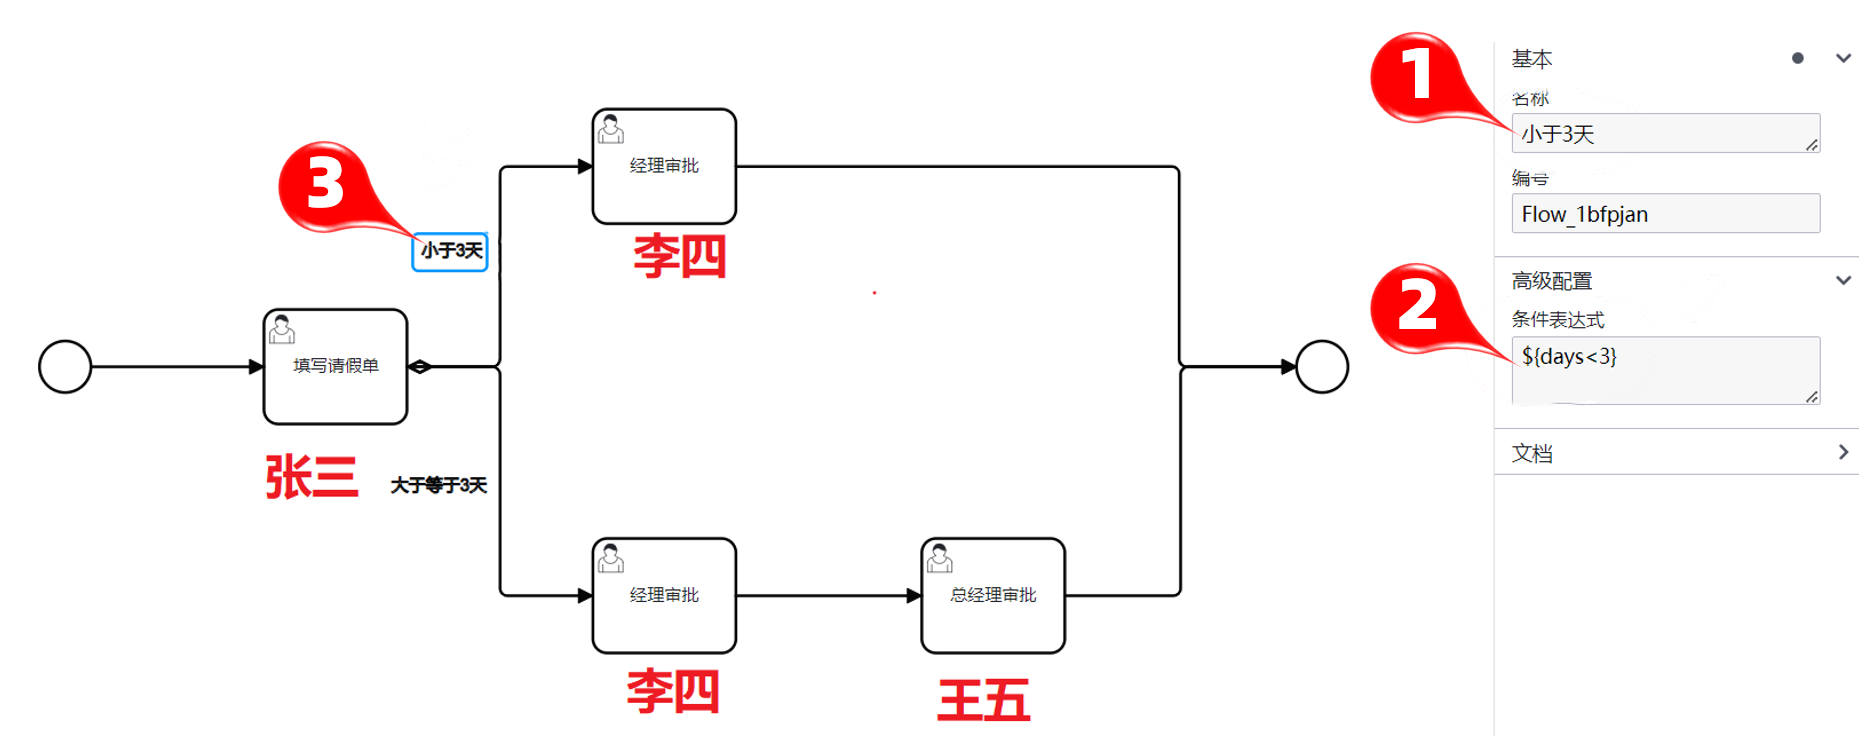 经理审批
李四
3
小于3天
填写请假单
张三
大于等于3天
经理审批
李四
总经理审批
王五
1
基本
名称
小于3天
编号
Flow_1bfpjan
2
高级配置
条件表达式
${days<3}
文档